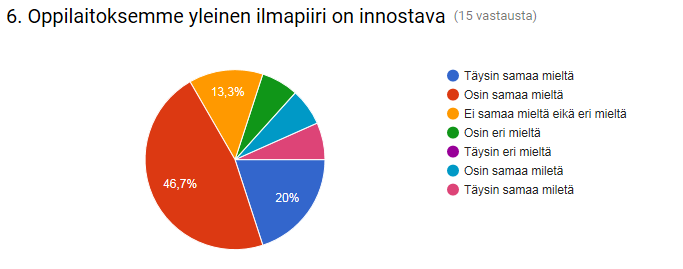 6. Oppilaitoksemme yleinen ilmapiiri on innostava (15 vastausta)
13,3%
46,7%
20%
Täysin samaa mieltä
Osin samaa mieltä
Ei samaa mieltä eikä eri mieltä
Osin eri mieltä
Täysin eri mieltä
Osin samaa miletä
Täysin samaa miletä